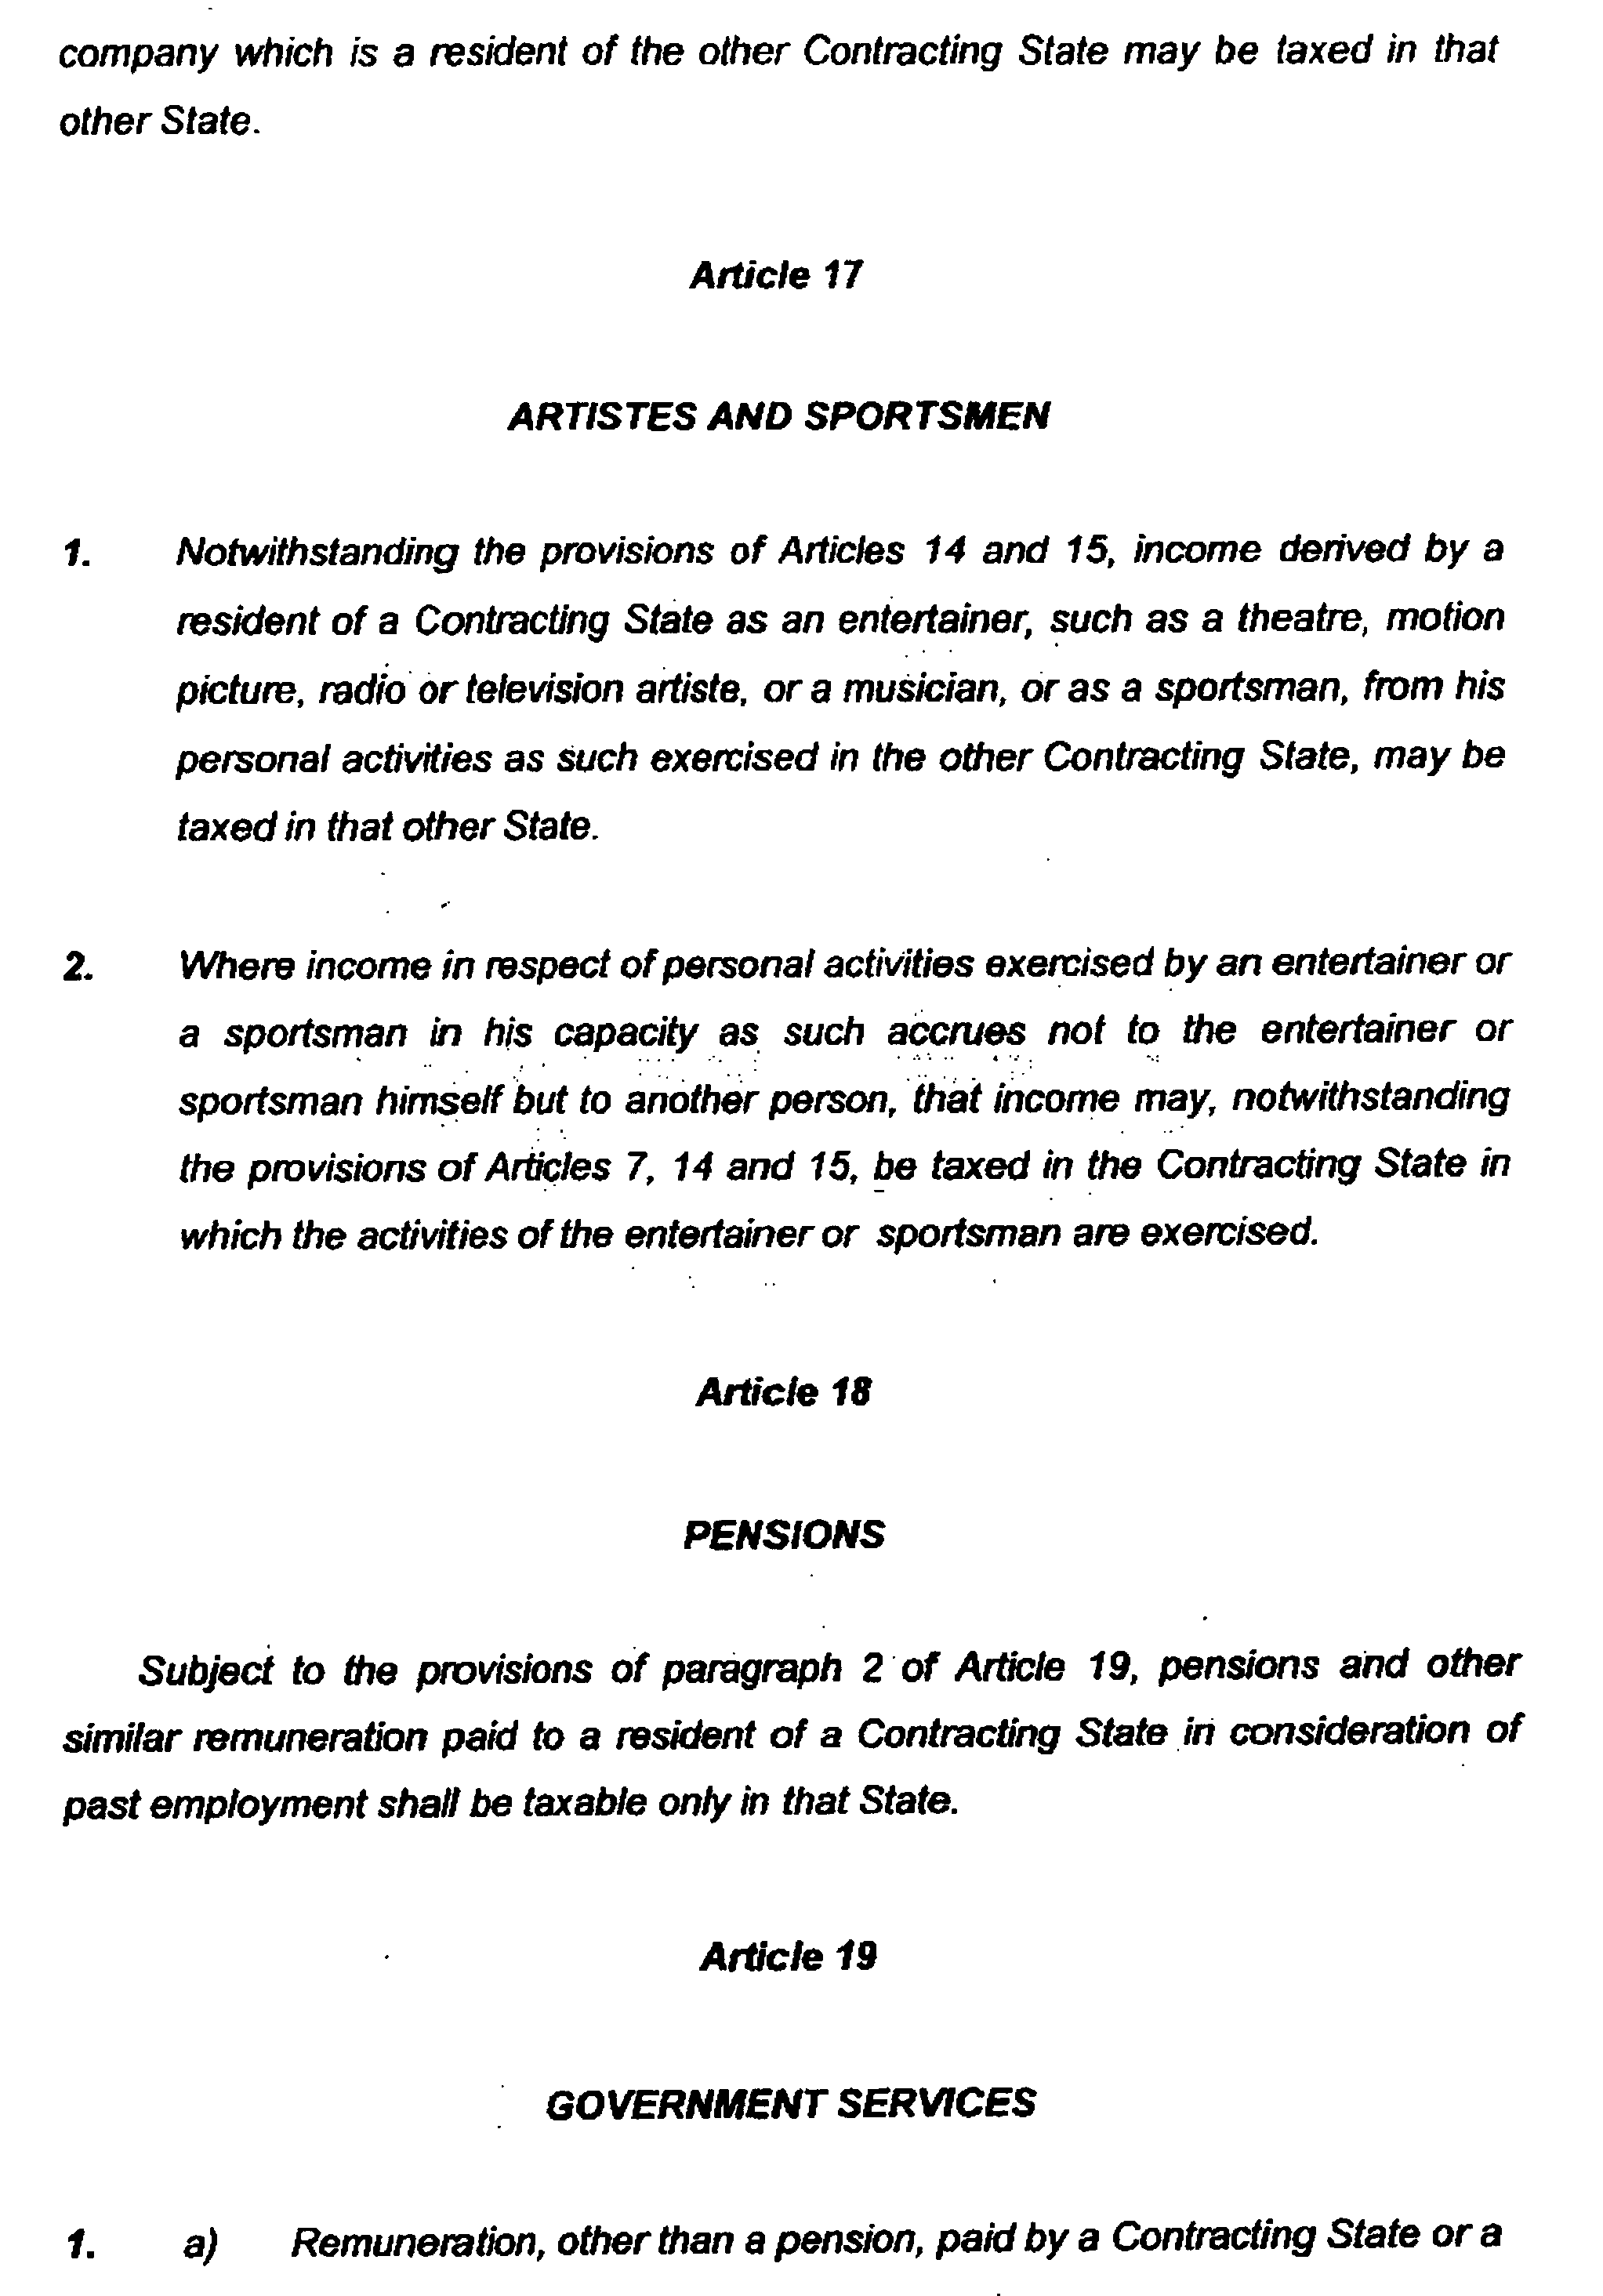 company which is a resident of the other Contracting State may be taxed in that
other State.
Article 17
ARTISTES AND SPORTSMEN
1. Notwithstanding the provisions of Articles 14 and 15, income derived by a
resident of a Contracting State as an entertainer, such as a theatre, motion
picture, radio or television artiste, or a musician, or as a sportsman, from his
personal activities as such exercised in the other Contracting State, may be
taxed in that other State.
2. Where income in respect of personal activities exercised by an entertainer or
a sportsman in his capacity as such accrues not to the entertainer or
sportsman himself but to another person, that income may, notwithstanding
the provisions of Articles 7, 14 and 15, be taxed in the Contracting State in
which the activities of the entertainer or sportsman are exercised.
Article 18
PENSIONS
Subject to the provisions of paragraph 2 of Article 19, pensions and other
similar remuneration paid to a resident of a Contracting State in consideration of
past employment shall be taxable only in that State.
Article 19
GOVERNMENT SERVICES
1. a) Remuneration, other than a pension, paid by a Contracting State or a